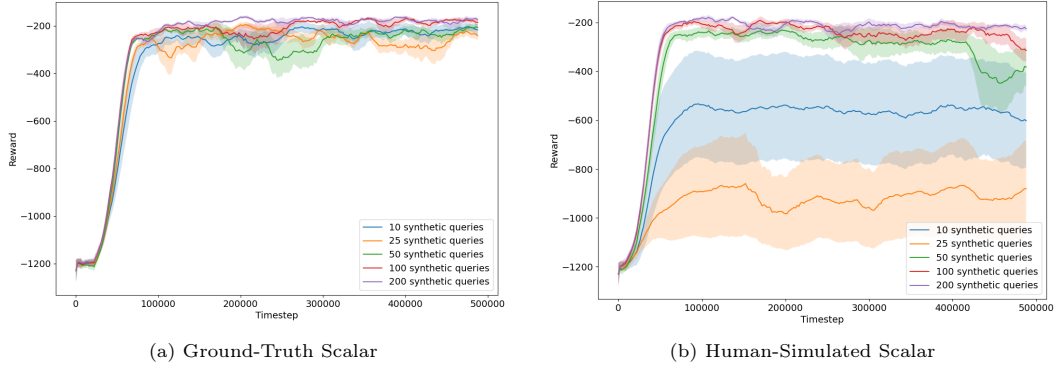 −200
−400
−600
−800
−1000
−1200
Reward
0
100000
200000
300000
400000
500000
Timestep
10 synthetic queries
25 synthetic queries
50 synthetic queries
100 synthetic queries
200 synthetic queries
(a) Ground-Truth Scalar
−200
−400
−600
−800
−1000
−1200
Reward
0
100000
200000
300000
400000
500000
Timestep
10 synthetic queries
25 synthetic queries
50 synthetic queries
100 synthetic queries
200 synthetic queries
(b) Human-Simulated Scalar